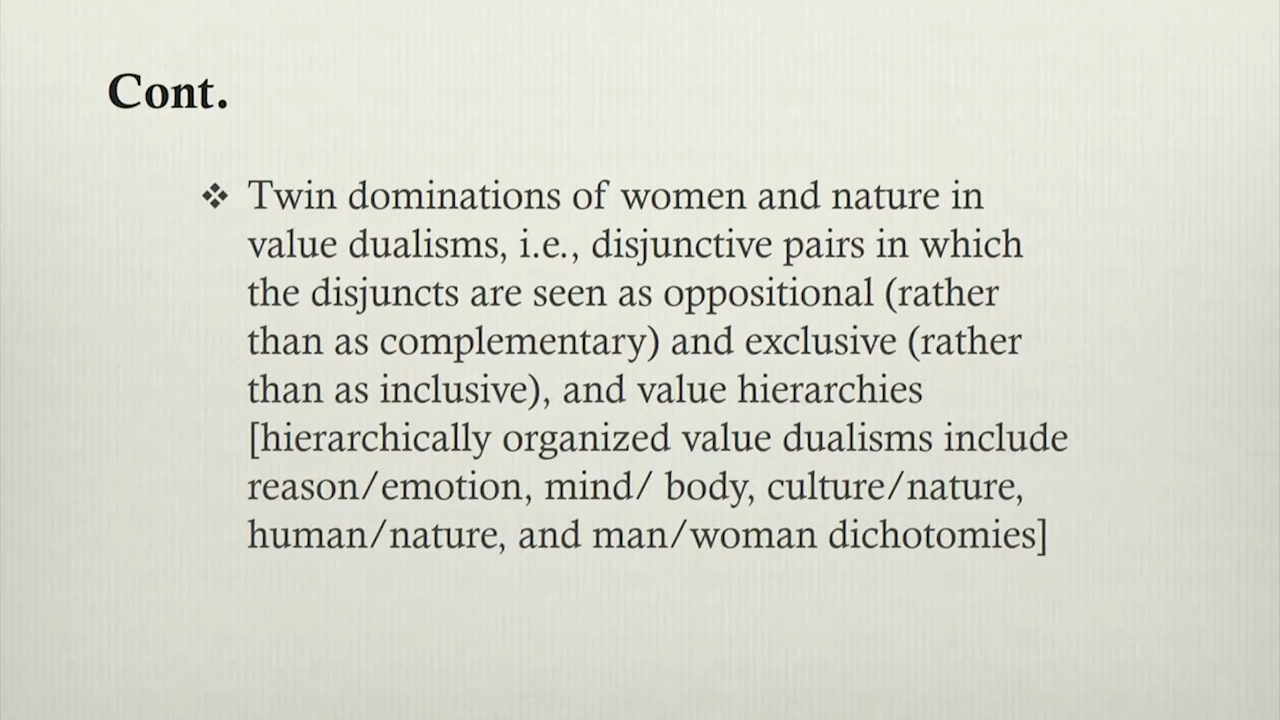 Cont.
❖ Twin dominations of women and nature in
value dualisms, i.e., disjunctive pairs in which
the disjuncts are seen as oppositional (rather
than as complementary) and exclusive (rather
than as inclusive), and value hierarchies
[hierarchically organized value dualisms include
reason/emotion, mind/ body, culture/nature,
human/nature, and man/woman dichotomies]